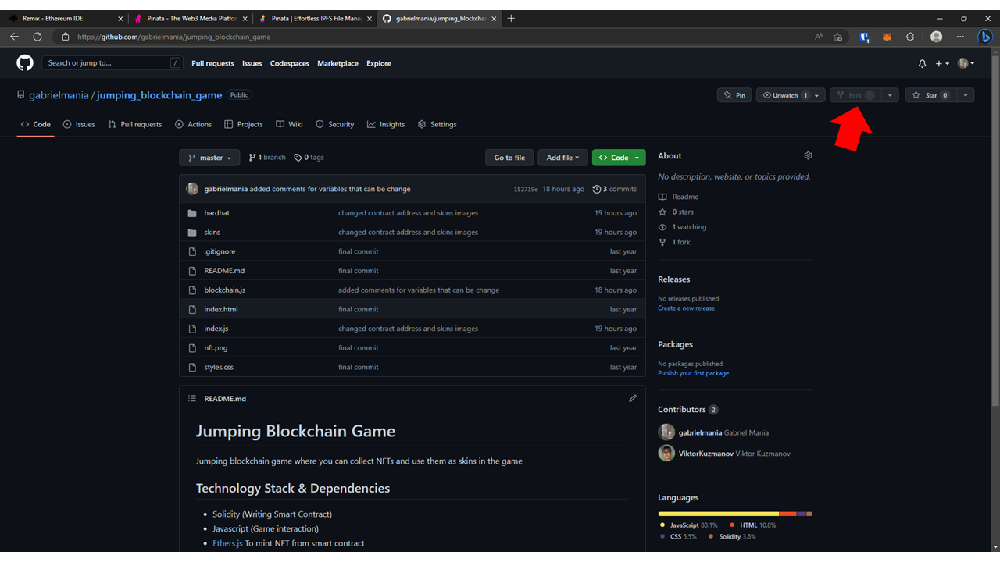 Remix - Ethereum IDE
Pinata - The Web3 Media Platfor
Pinata | Effortless IPFS File Manag
gabrielmania/jumping_blockchai
https://github.com/gabrielmania/jumping_blockchain_game
Search or jump to... /
Pull requests Issues Codespaces Marketplace Explore
gabrielmania / jumping_blockchain_game Public
Pin Unwatch 1 Fork 1 Star 0
Code Issues Pull requests Actions Projects Wiki Security Insights Settings
master 1 branch 0 tags Go to file Add file Code
gabrielmania added comments for variables that can be change 152719e 18 hours ago 3 commits
hardhat changed contract address and skins images 19 hours ago
skins changed contract address and skins images 19 hours ago
.gitignore final commit last year
README.md final commit last year
blockchain.js added comments for variables that can be change 18 hours ago
index.html final commit last year
index.js changed contract address and skins images 19 hours ago
nft.png final commit last year
styles.css final commit last year
README.md
Jumping Blockchain Game
Jumping blockchain game where you can collect NFTs and use them as skins in the game
Technology Stack & Dependencies
Solidity (Writing Smart Contract)
Javascript (Game interaction)
Ethers.js To mint NFT from smart contract
About
No description, website, or topics provided.
Readme
0 stars
1 watching
1 fork
Releases
No releases published
Create a new release
Packages
No packages published
Publish your first package
Contributors 2
gabrielmania Gabriel Mania
ViktorKuzmanov Viktor Kuzmanov
Languages
JavaScript 80.1% HTML 10.8%
CSS 5.5% Solidity 3.6%